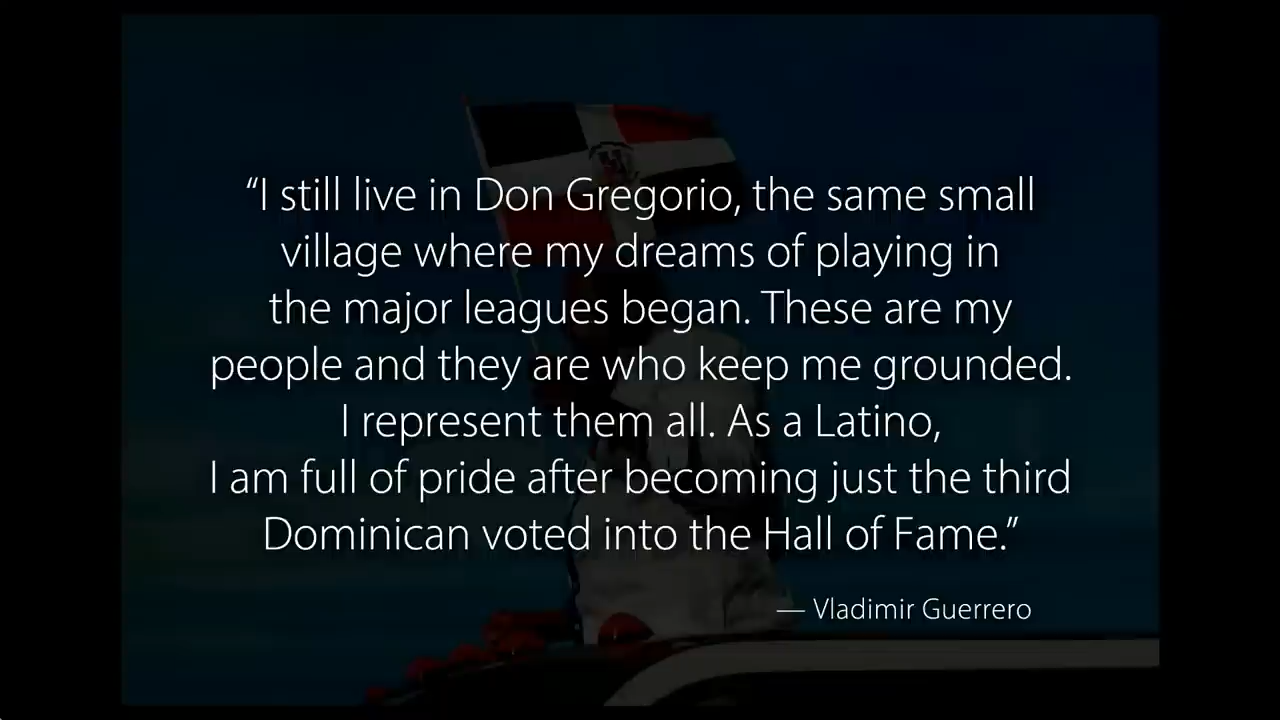 “I still live in Don Gregorio, the same small
village where my dreams of playing in
the major leagues began. These are my
people and they are who keep me grounded.
I represent them all. As a Latino,
I am full of pride after becoming just the third
Dominican voted into the Hall of Fame.”
— Vladimir Guerrero